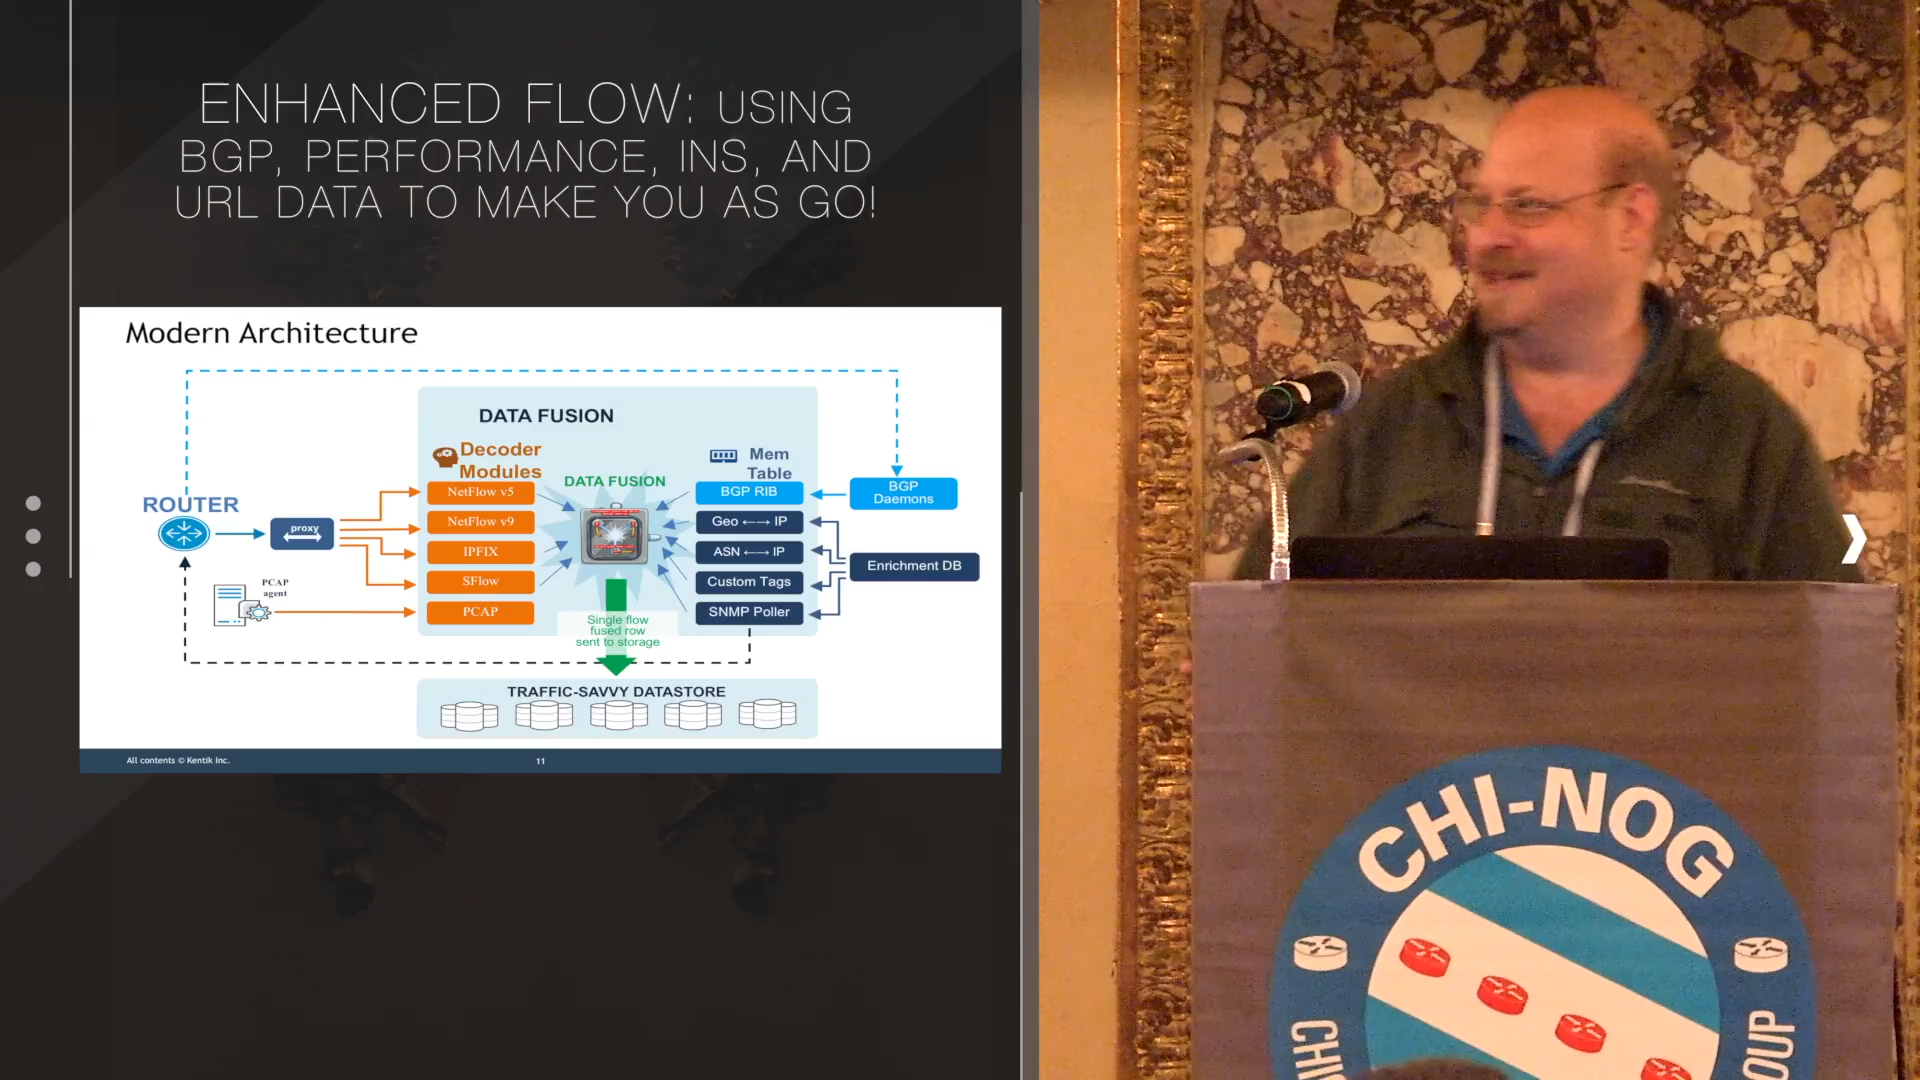 ENHANCED FLOW: USING
BGP, PERFORMANCE, INS, AND
URL DATA TO MAKE YOU AS GO!
Modern Architecture
DATA FUSION
Decoder
Modules
Mem
Table
DATA FUSION
ROUTER
proxy
PCAP
agent
NetFlow v5
NetFlow v9
IPFIX
SFlow
PCAP
BGP RIB
Geo ←--→ IP
ASN ←--→ IP
Custom Tags
SNMP Poller
BGP
Daemons
Enrichment DB
Single flow
fused row
sent to storage
TRAFFIC-SAVVY DATASTORE
All contents © Kentik Inc.
11
CHI-NOG
CHIC
OUP